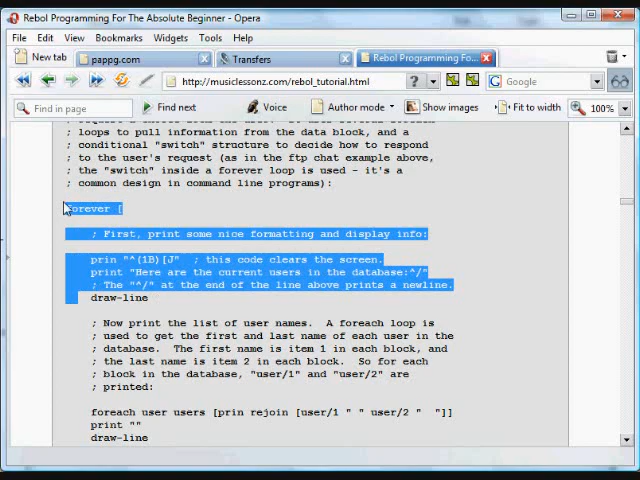 Rebol Programming For The Absolute Beginner - Opera
File Edit View Bookmarks Widgets Tools Help
New tab pappg.com Transfers Rebol Programming Fo...
http://musiclessonz.com/rebol_tutorial.html ? Google
Find in page Find next Voice Author mode Show images Fit to width 100%
loops to pull information from the data block, and a
conditional "switch" structure to decide how to respond
; to the user's request (as in the ftp chat example above,
; the "switch" inside a forever loop is used - it's a
; common design in command line programs):
forever [
; First, print some nice formatting and display info:
prin "^(1B)[J" ; this code clears the screen.
print "Here are the current users in the database:^/"
; The "^/" at the end of the line above prints a newline.
draw-line
; Now print the list of user names. A foreach loop is
; used to get the first and last name of each user in the
; database. The first name is item 1 in each block, and
; the last name is item 2 in each block. So for each
; block in the database, "user/1" and "user/2" are
; printed:
foreach user users [prin rejoin [user/1 " " user/2 "  "]]
print ""
draw-line